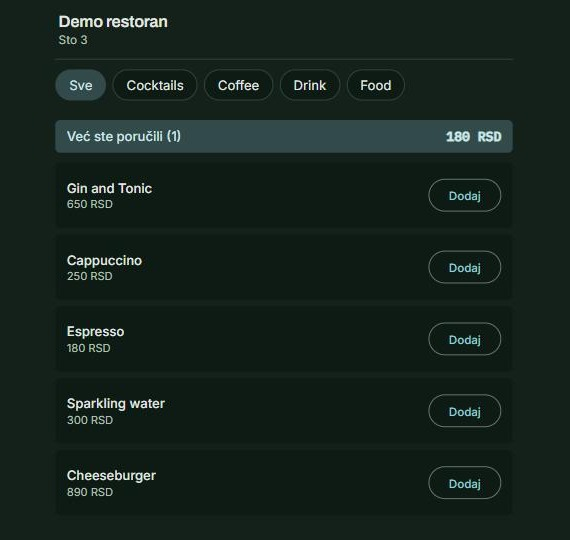 Demo restoran
Sto 3
Sve Cocktails Coffee Drink Food
Već ste poručili (1) 180 RSD
Gin and Tonic
650 RSD
Dodaj
Cappuccino
250 RSD
Dodaj
Espresso
180 RSD
Dodaj
Sparkling water
300 RSD
Dodaj
Cheeseburger
890 RSD
Dodaj